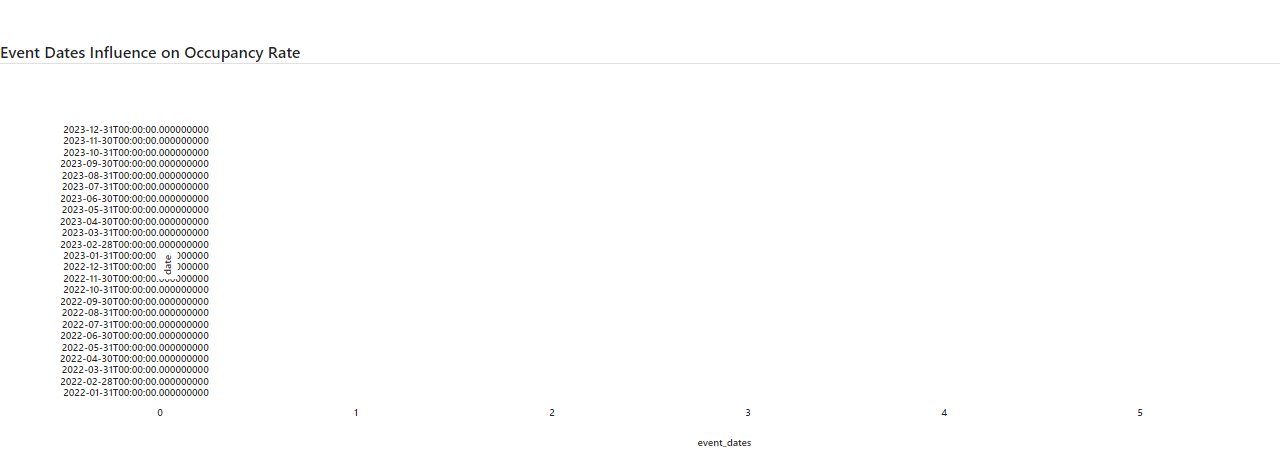 Event Dates Influence on Occupancy Rate
2023-12-31T00:00:00.000000000
2023-11-30T00:00:00.000000000
2023-10-31T00:00:00.000000000
2023-09-30T00:00:00.000000000
2023-08-31T00:00:00.000000000
2023-07-31T00:00:00.000000000
2023-06-30T00:00:00.000000000
2023-05-31T00:00:00.000000000
2023-04-30T00:00:00.000000000
2023-03-31T00:00:00.000000000
2023-02-28T00:00:00.000000000
2023-01-31T00:00:00 00000
2022-12-31T00:00:00 00000
2022-11-30T00:00:00.000000000
date
2022-10-31T00:00:00.000000000
2022-09-30T00:00:00.000000000
2022-08-31T00:00:00.000000000
2022-07-31T00:00:00.000000000
2022-06-30T00:00:00.000000000
2022-05-31T00:00:00.000000000
2022-04-30T00:00:00.000000000
2022-03-31T00:00:00.000000000
2022-02-28T00:00:00.000000000
2022-01-31T00:00:00.000000000
0 1 2 3 4 5
event_dates